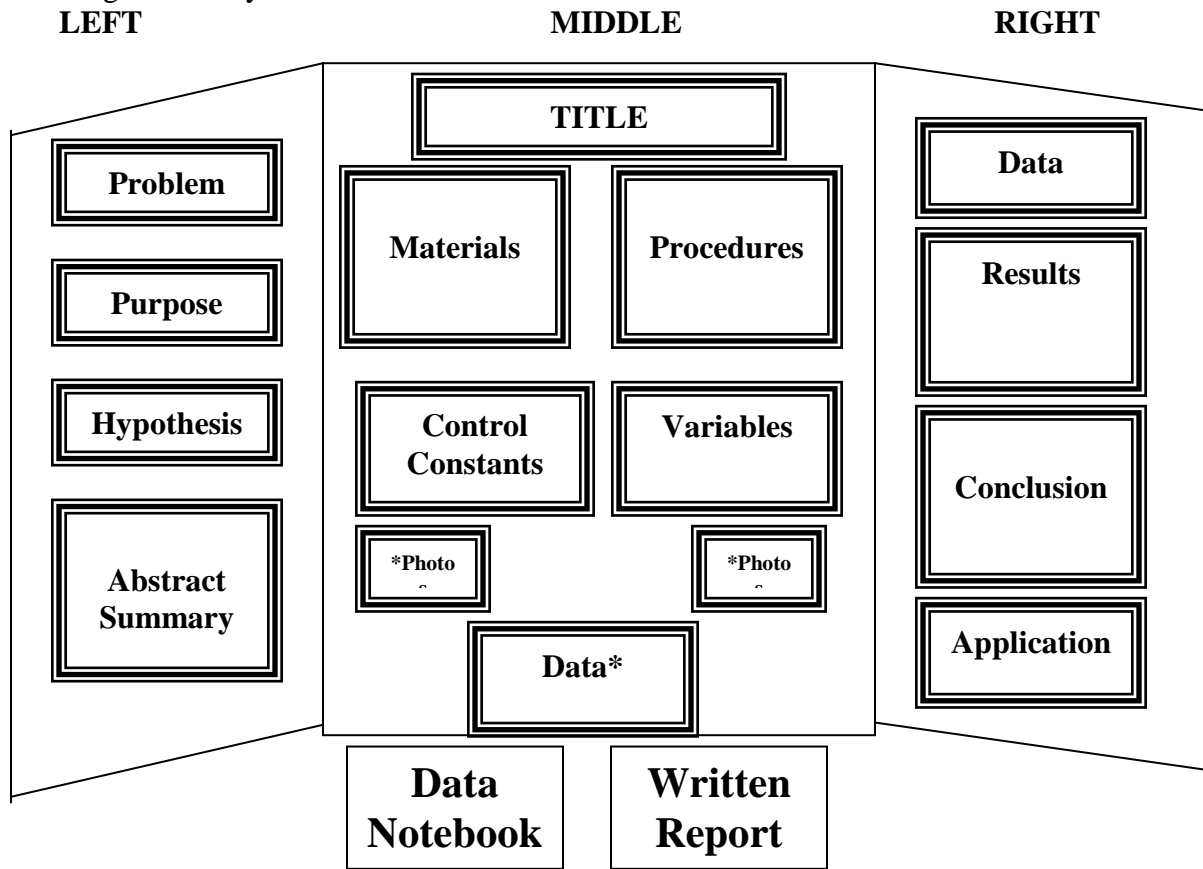 LEFT
MIDDLE
RIGHT
TITLE
Problem
Purpose
Hypothesis
Abstract
Summary
Materials
Procedures
Control
Constants
Variables
*Photo
*Photo
Data*
Data
Results
Conclusion
Application
Data
Notebook
Written
Report